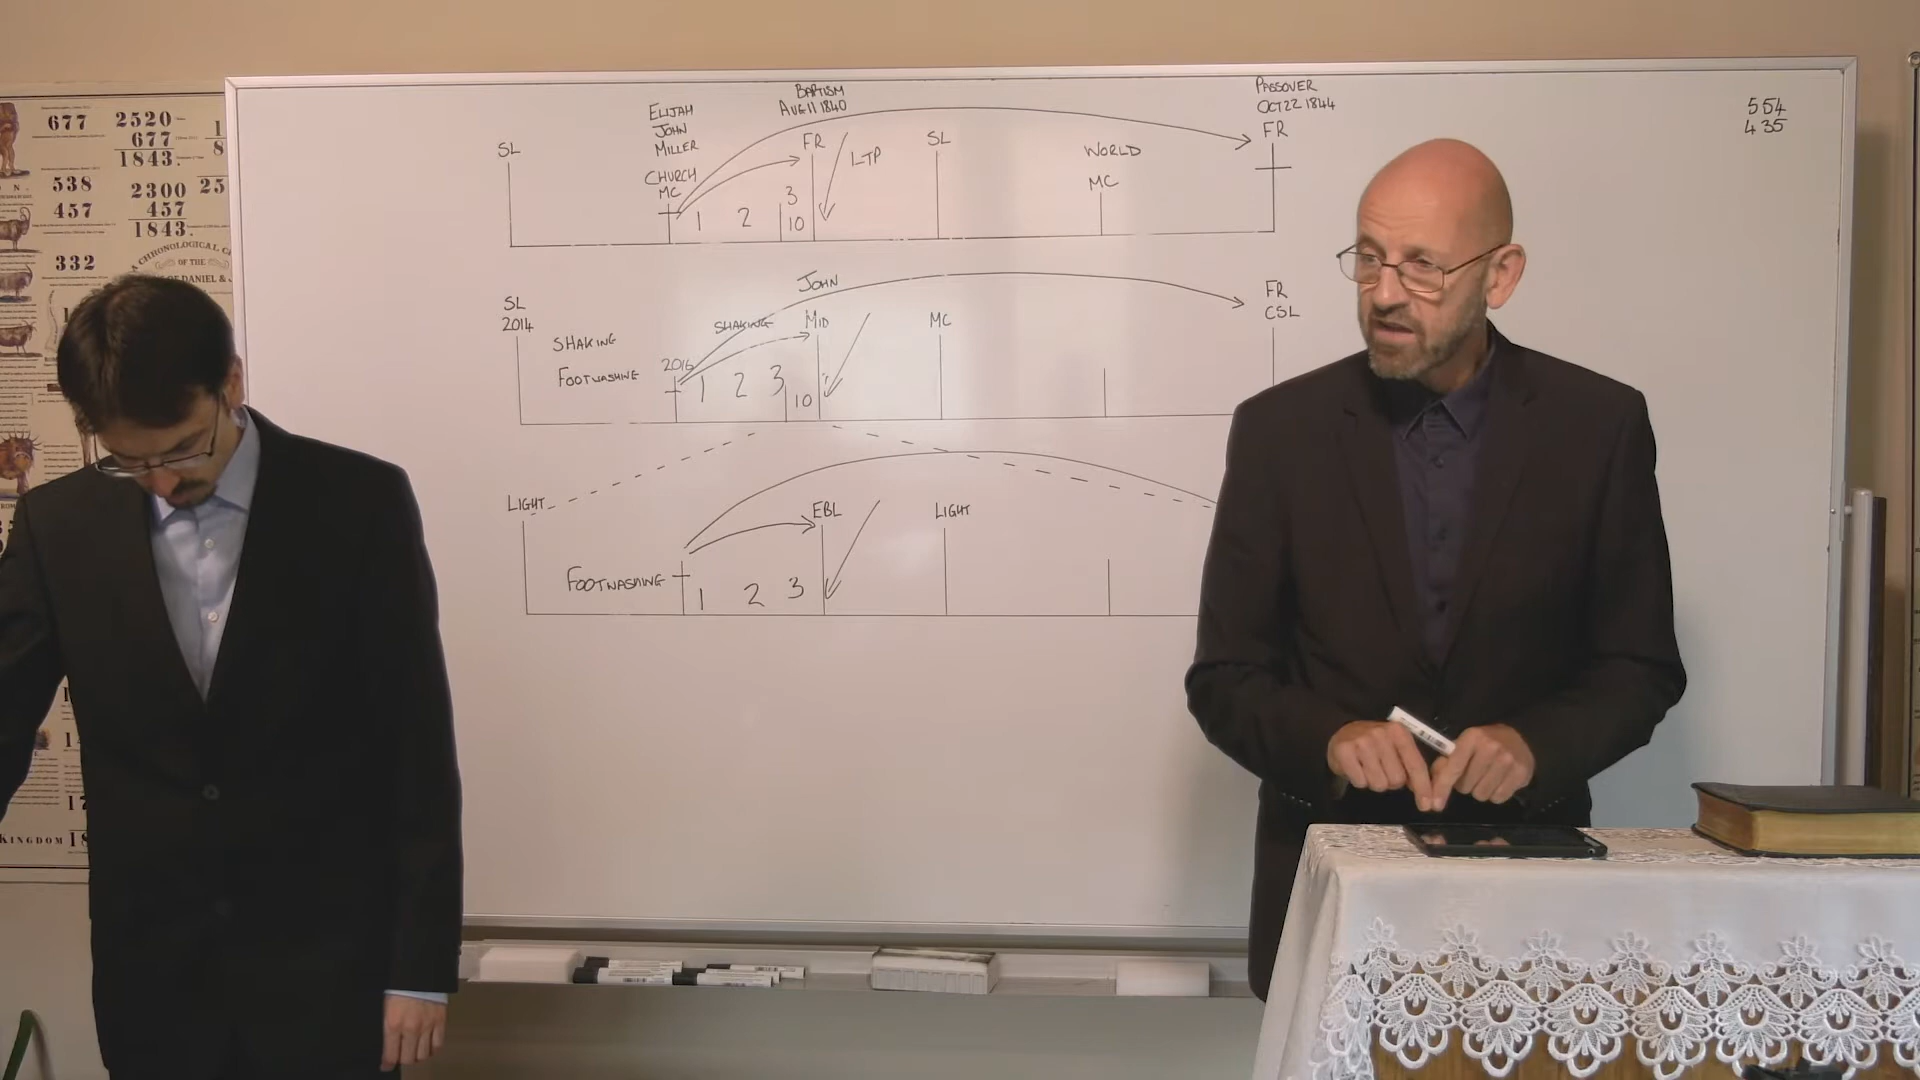 677
2520
677
1843.
538
457
2300
457
1843.
25
332
A CHRONOLOGICAL C
OF THE
OF DANIEL &
KINGDOM 18
ELIJAH
JOHN
MILLER
CHURCH
MC
BAPTISM
AUG 11 1840
PASSOVER
OCT 22 1844
FR
554
435
SL
FR
LTP
SL
WORLD
MC
1 2 3
10
SL
2014
SHAKING
FOOTWASHING
JOHN
SHAKING
MID
MC
FR
CSL
2016
1 2 3
10
LIGHT
EBL
LIGHT
FOOTWASHING
1 2 3